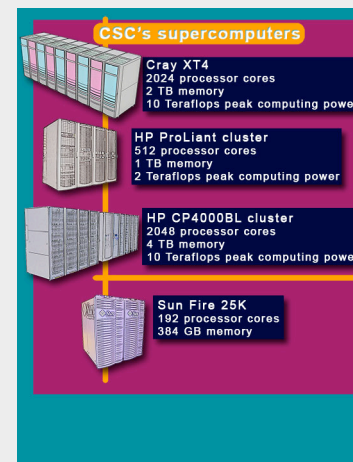 CSC's supercomputers
Cray XT4
2024 processor cores
2 TB memory
10 Teraflops peak computing powe
HP ProLiant cluster
512 processor cores
1 TB memory
2 Teraflops peak computing power
HP CP4000BL cluster
2048 processor cores
4 TB memory
10 Teraflops peak computing powe
Sun Fire 25K
192 processor cores
384 GB memory